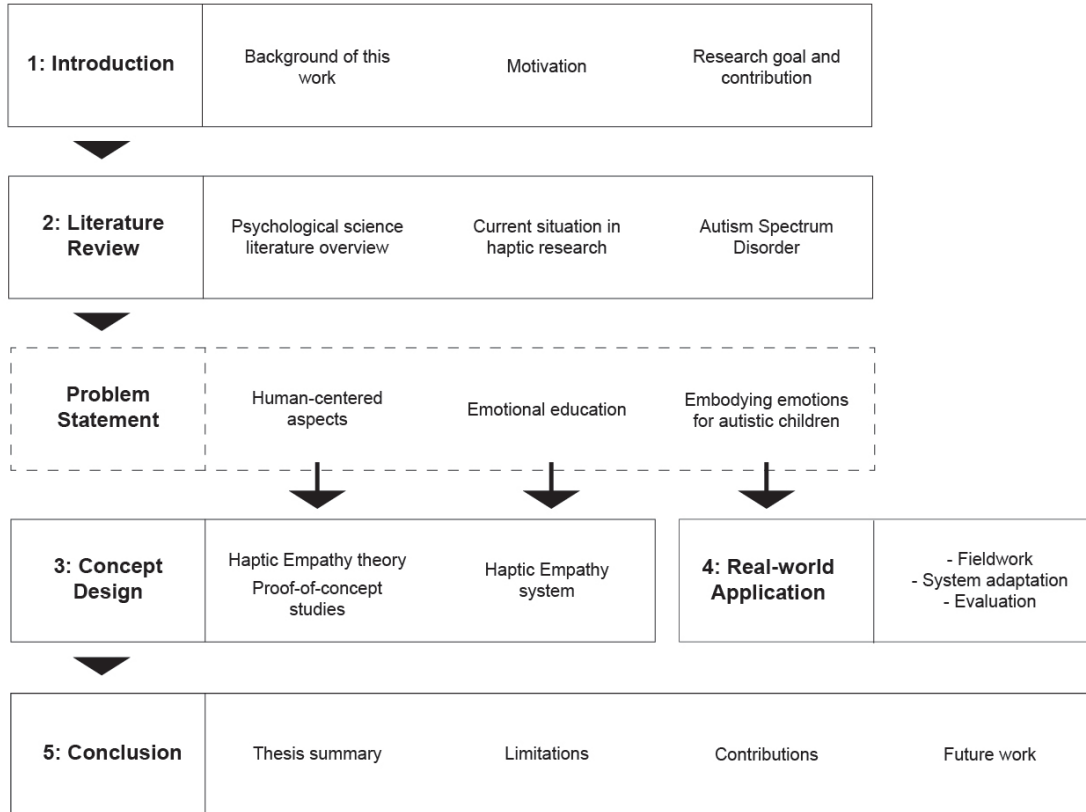 1: Introduction
Background of this
work
Motivation
Research goal and
contribution
2: Literature
Review
Psychological science
literature overview
Current situation in
haptic research
Autism Spectrum
Disorder
Problem
Statement
Human-centered
aspects
Emotional education
Embodying emotions
for autistic children
3: Concept
Design
Haptic Empathy theory
Proof-of-concept
studies
Haptic Empathy
system
4: Real-world
Application
- Fieldwork
- System adaptation
- Evaluation
5: Conclusion
Thesis summary
Limitations
Contributions
Future work